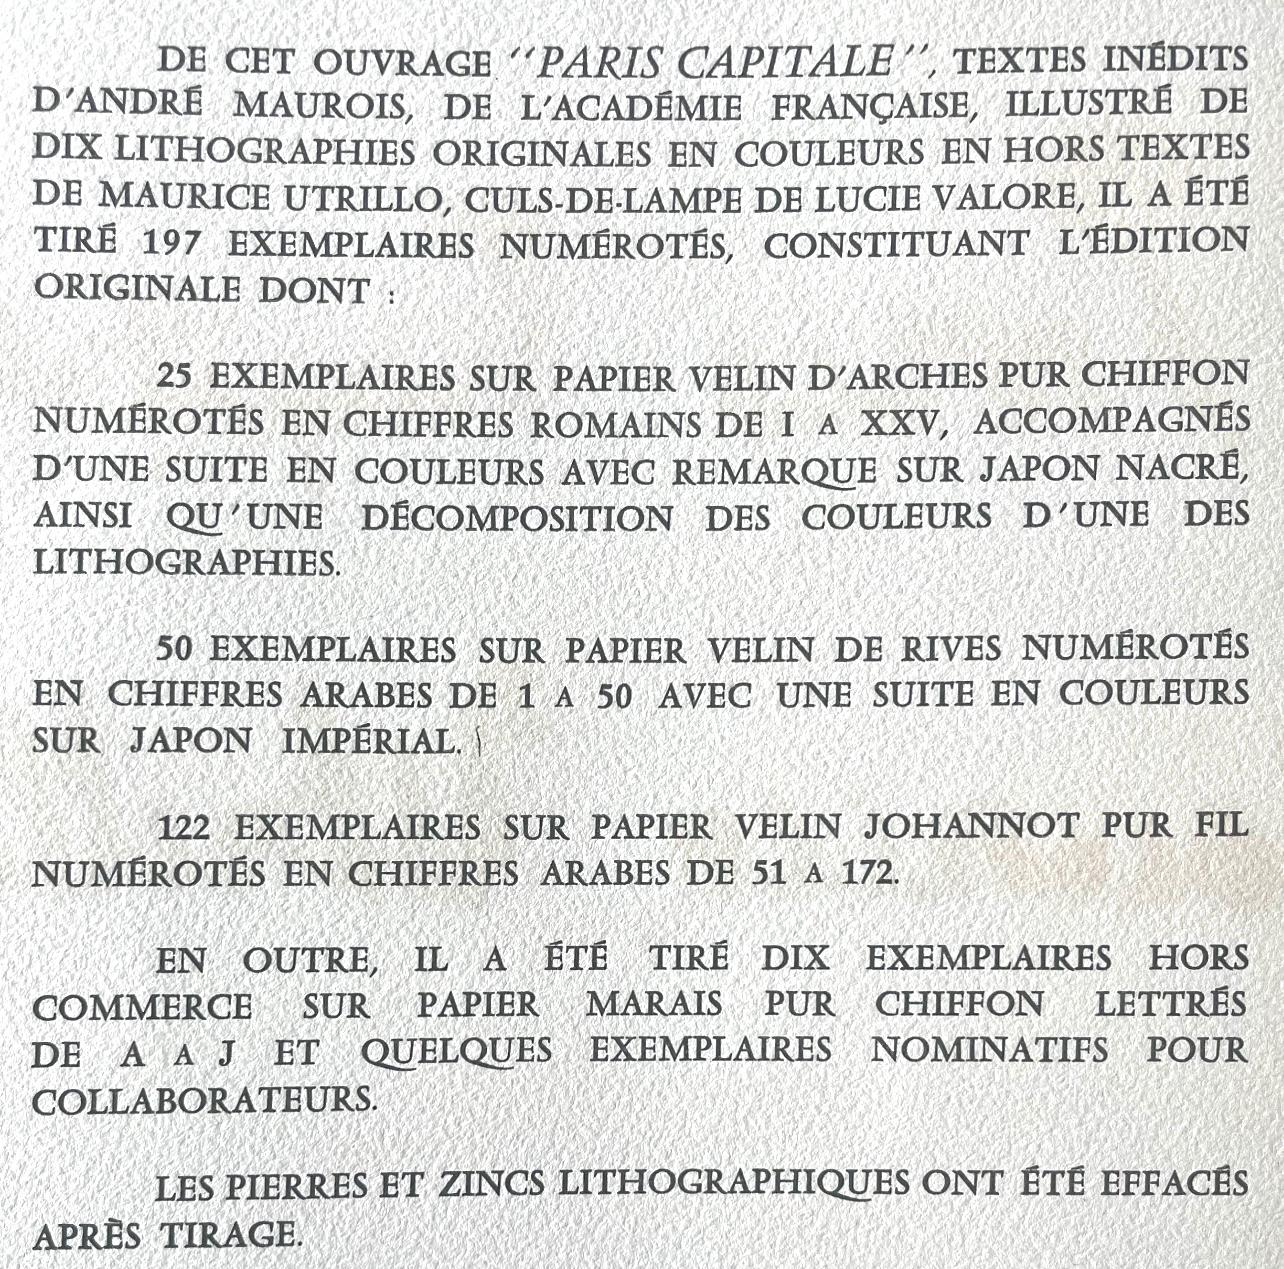 DE CET OUVRAGE "PARIS CAPITALE", TEXTES INÉDITS
D'ANDRÉ MAUROIS, DE L'ACADÉMIE FRANÇAISE, ILLUSTRÉ DE
DIX LITHOGRAPHIES ORIGINALES EN COULEURS EN HORS TEXTES
DE MAURICE UTRILLO, CULS-DE-LAMPE DE LUCIE VALORE, IL A ÉTÉ
TIRÉ 197 EXEMPLAIRES NUMÉROTÉS, CONSTITUANT L'ÉDITION
ORIGINALE DONT :
25 EXEMPLAIRES SUR PAPIER VELIN D'ARCHES PUR CHIFFON
NUMÉROTÉS EN CHIFFRES ROMAINS DE I A XXV, ACCOMPAGNÉS
D'UNE SUITE EN COULEURS AVEC REMARQUE SUR JAPON NACRÉ,
AINSI QU'UNE DÉCOMPOSITION DES COULEURS D'UNE DES
LITHOGRAPHIES.
50 EXEMPLAIRES SUR PAPIER VELIN DE RIVES NUMÉROTÉS
EN CHIFFRES ARABES DE 1 A 50 AVEC UNE SUITE EN COULEURS
SUR JAPON IMPÉRIAL.
122 EXEMPLAIRES SUR PAPIER VELIN JOHANNOT PUR FIL
NUMÉROTÉS EN CHIFFRES ARABES DE 51 A 172.
EN OUTRE, IL A ÉTÉ TIRÉ DIX EXEMPLAIRES HORS
COMMERCE SUR PAPIER MARAIS PUR CHIFFON LETTRÉS
DE A A J ET QUELQUES EXEMPLAIRES NOMINATIFS POUR
COLLABORATEURS.
LES PIERRES ET ZINCS LITHOGRAPHIQUES ONT ÉTÉ EFFACÉS
APRÈS TIRAGE.